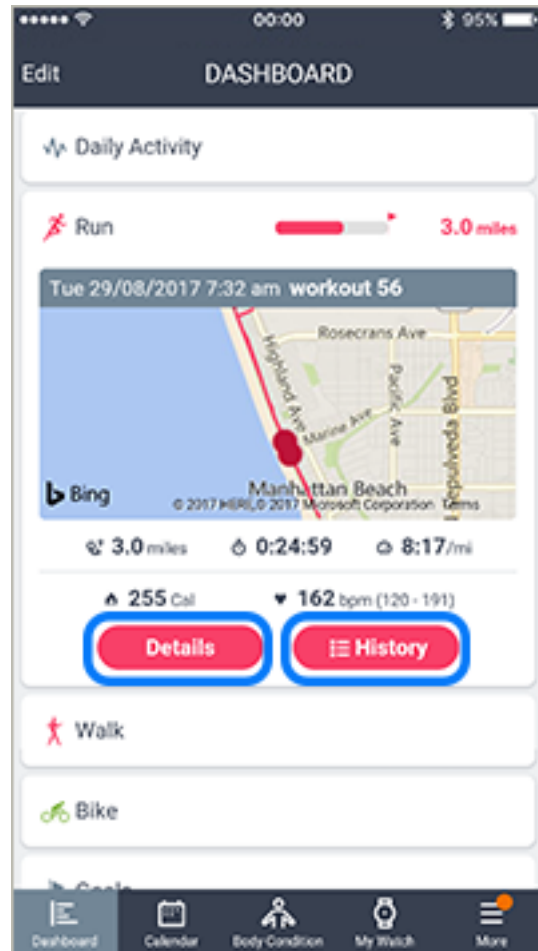 00:00 95%
Edit DASHBOARD
Daily Activity
Run 3.0 miles
Tue 29/08/2017 7:32 am workout 56
Rosecrans Ave
Highland Ave
Pacific Ave
Sepulveda Blvd
Marine Ave
Manhattan Beach
Bing
© 2017 HERE, © 2017 Microsoft Corporation Terms
3.0 miles 0:24:59 8:17/mi
255 Cal 162 bpm (120 - 191)
Details History
Walk
Bike
Goals
Dashboard Calendar Body Condition My Watch More